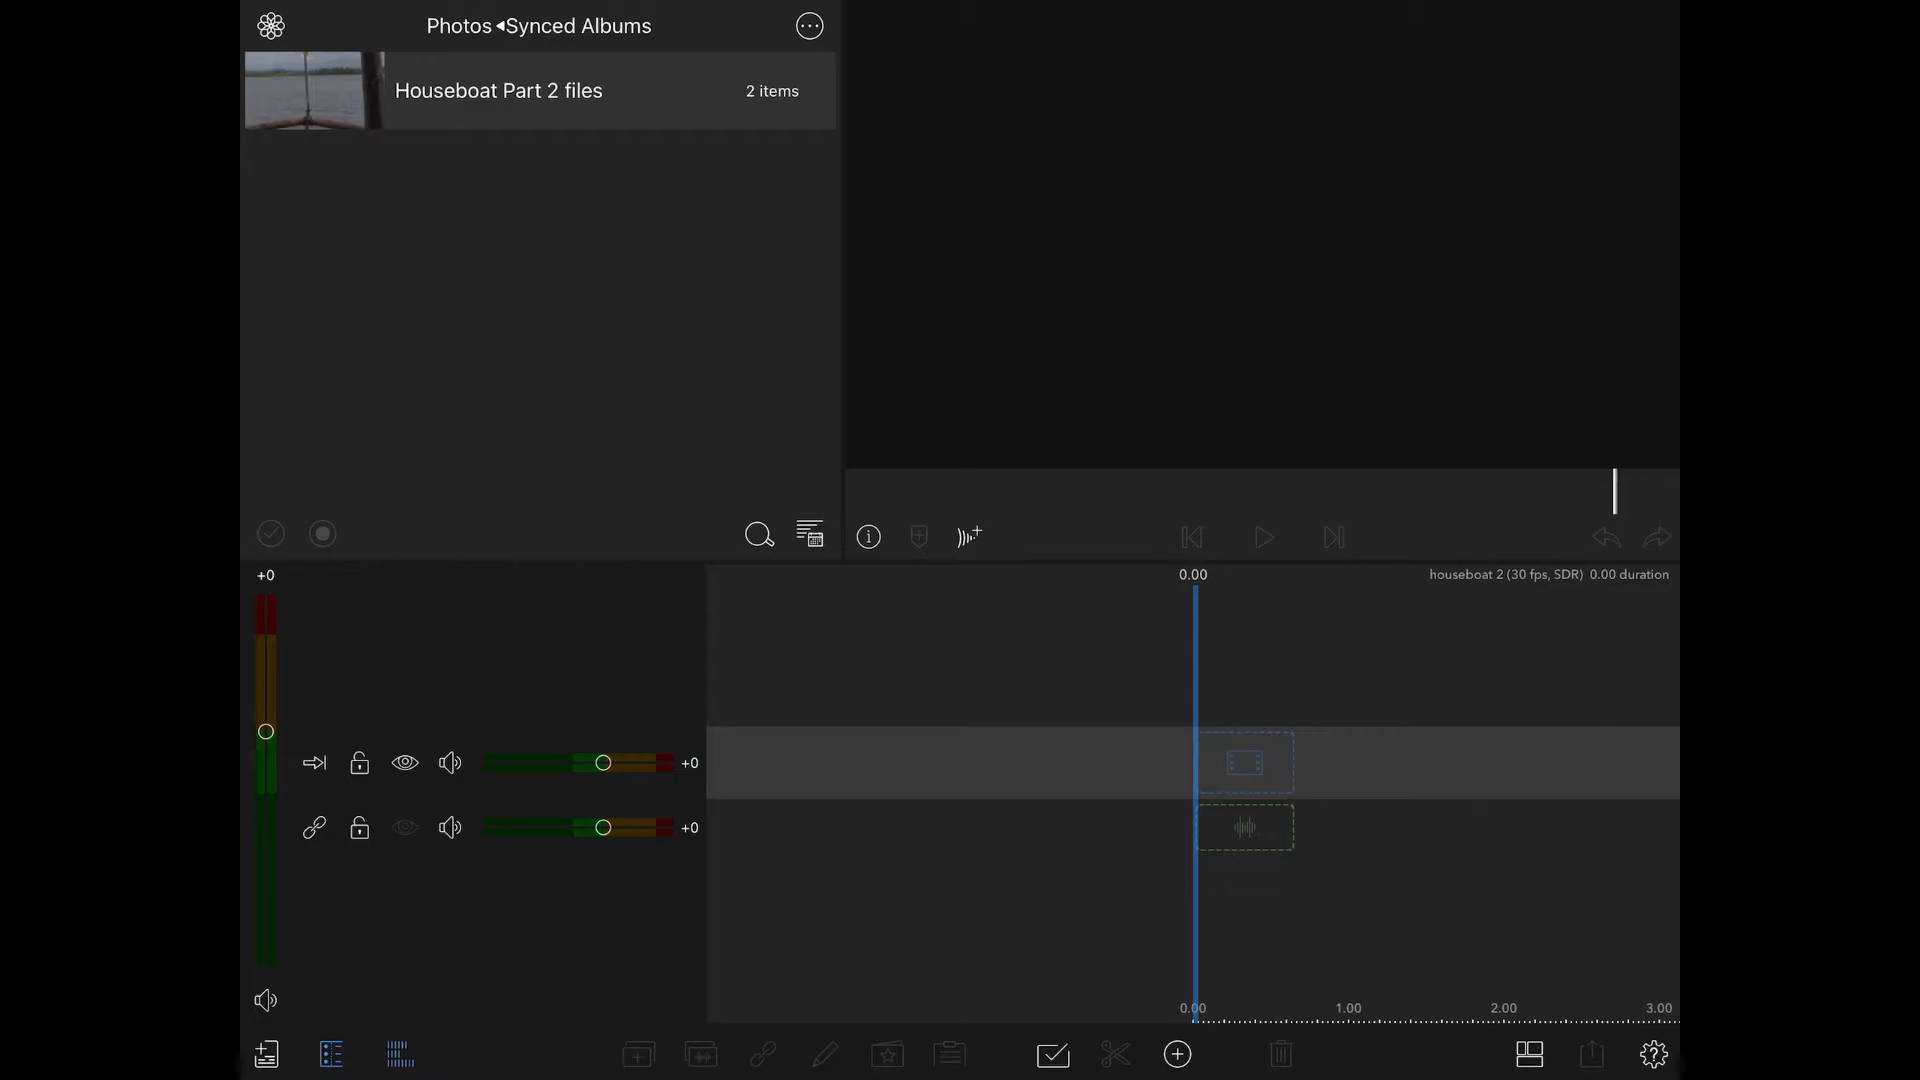 Photos ◂Synced Albums
Houseboat Part 2 files
2 items
+0
0.00
houseboat 2 (30 fps, SDR) 0.00 duration
+0
+0
0.00 1.00 2.00 3.00